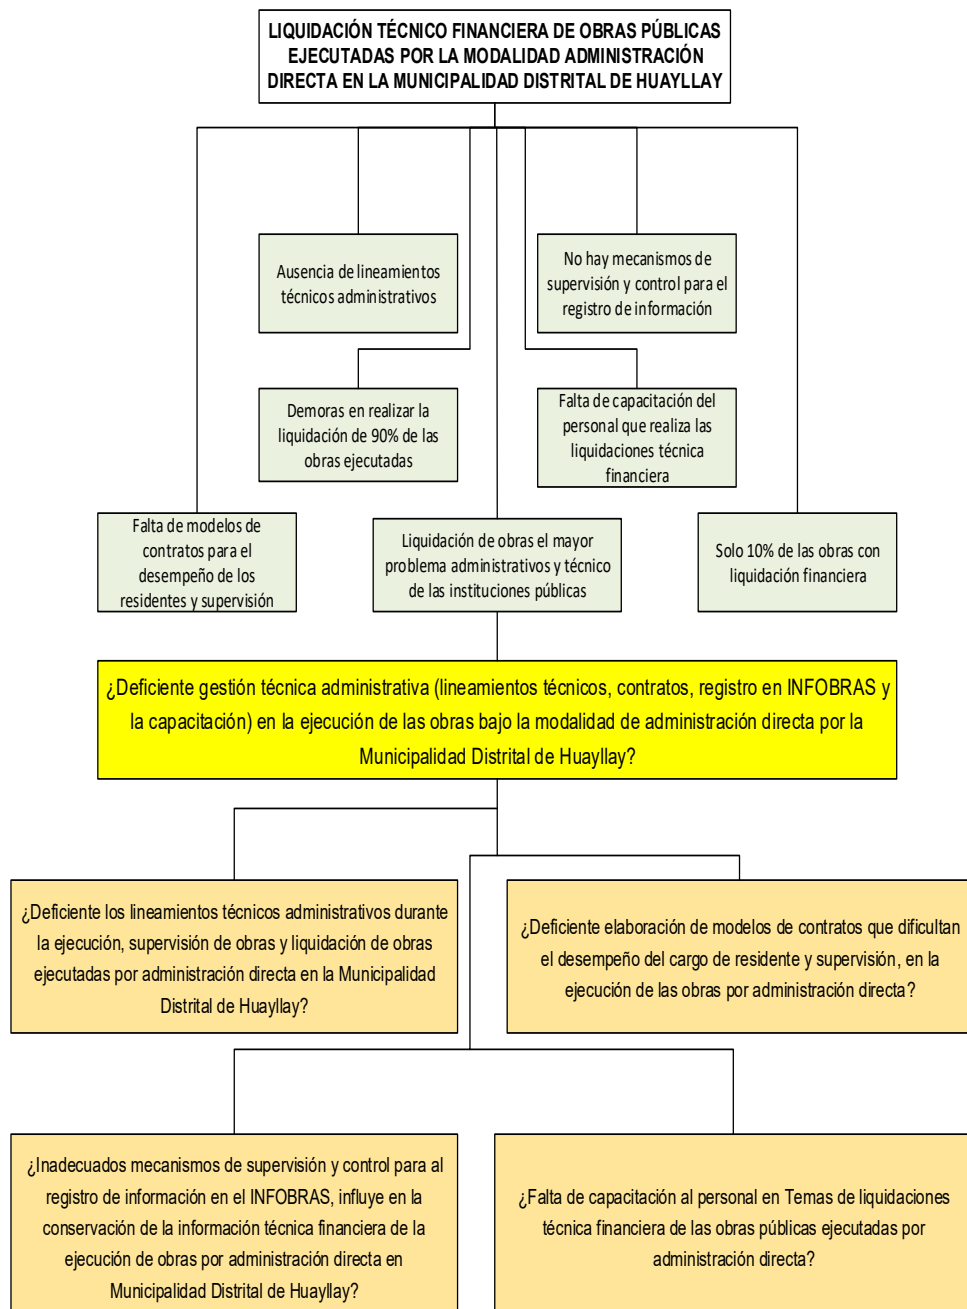 LIQUIDACIÓN TÉCNICO FINANCIERA DE OBRAS PÚBLICAS
EJECUTADAS POR LA MODALIDAD ADMINISTRACIÓN
DIRECTA EN LA MUNICIPALIDAD DISTRITAL DE HUAYLLAY
Ausencia de lineamientos
técnicos administrativos
No hay mecanismos de
supervisión y control para el
registro de información
Demoras en realizar la
liquidación de 90% de las
obras ejecutadas
Falta de capacitación del
personal que realiza las
liquidaciones técnica
financiera
Falta de modelos de
contratos para el
desempeño de los
residentes y supervisión
Liquidación de obras el mayor
problema administrativos y técnico
de las instituciones públicas
Solo 10% de las obras con
liquidación financiera
¿Deficiente gestión técnica administrativa (lineamientos técnicos, contratos, registro en INFOBRAS y
la capacitación) en la ejecución de las obras bajo la modalidad de administración directa por la
Municipalidad Distrital de Huayllay?
¿Deficiente los lineamientos técnicos administrativos durante
la ejecución, supervisión de obras y liquidación de obras
ejecutadas por administración directa en la Municipalidad
Distrital de Huayllay?
¿Deficiente elaboración de modelos de contratos que dificultan
el desempeño del cargo de residente y supervisión, en la
ejecución de las obras por administración directa?
¿Inadecuados mecanismos de supervisión y control para al
registro de información en el INFOBRAS, influye en la
conservación de la información técnica financiera de la
ejecución de obras por administración directa en
Municipalidad Distrital de Huayllay?
¿Falta de capacitación al personal en Temas de liquidaciones
técnica financiera de las obras públicas ejecutadas por
administración directa?